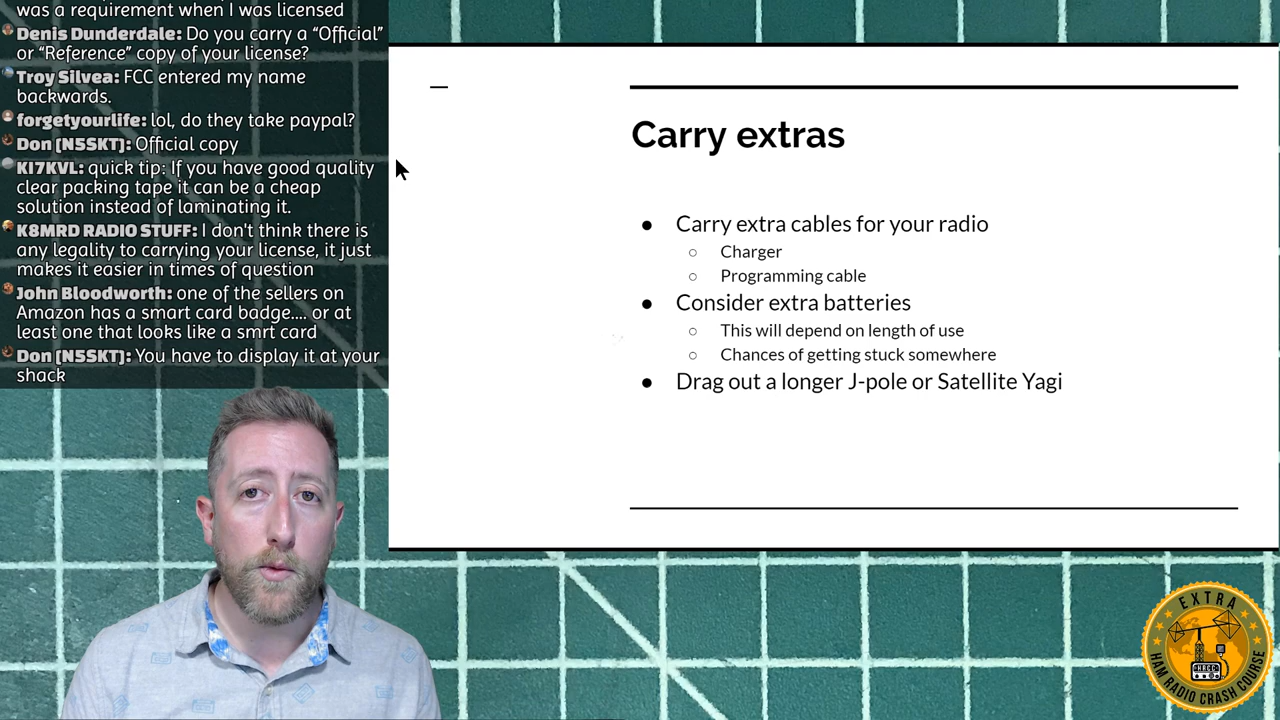 was a requirement when I was licensed
Denis Dunderdale: Do you carry a “Official”
or “Reference” copy of your license?
Troy Silvea: FCC entered my name
backwards.
forgetyourlife: lol, do they take paypal?
Don (N5SKT): Official copy
KI7KVL: quick tip: If you have good quality
clear packing tape it can be a cheap
solution instead of laminating it.
K8MRD RADIO STUFF: I don't think there is
any legality to carrying your license, it just
makes it easier in times of question
John Bloodworth: one of the sellers on
Amazon has a smart card badge.... or at
least one that looks like a smrt card
Don (N5SKT): You have to display it at your
shack
Carry extras
● Carry extra cables for your radio
○ Charger
○ Programming cable
● Consider extra batteries
○ This will depend on length of use
○ Chances of getting stuck somewhere
● Drag out a longer J-pole or Satellite Yagi
EXTRA
HRCC
HAM RADIO CRASH COURSE